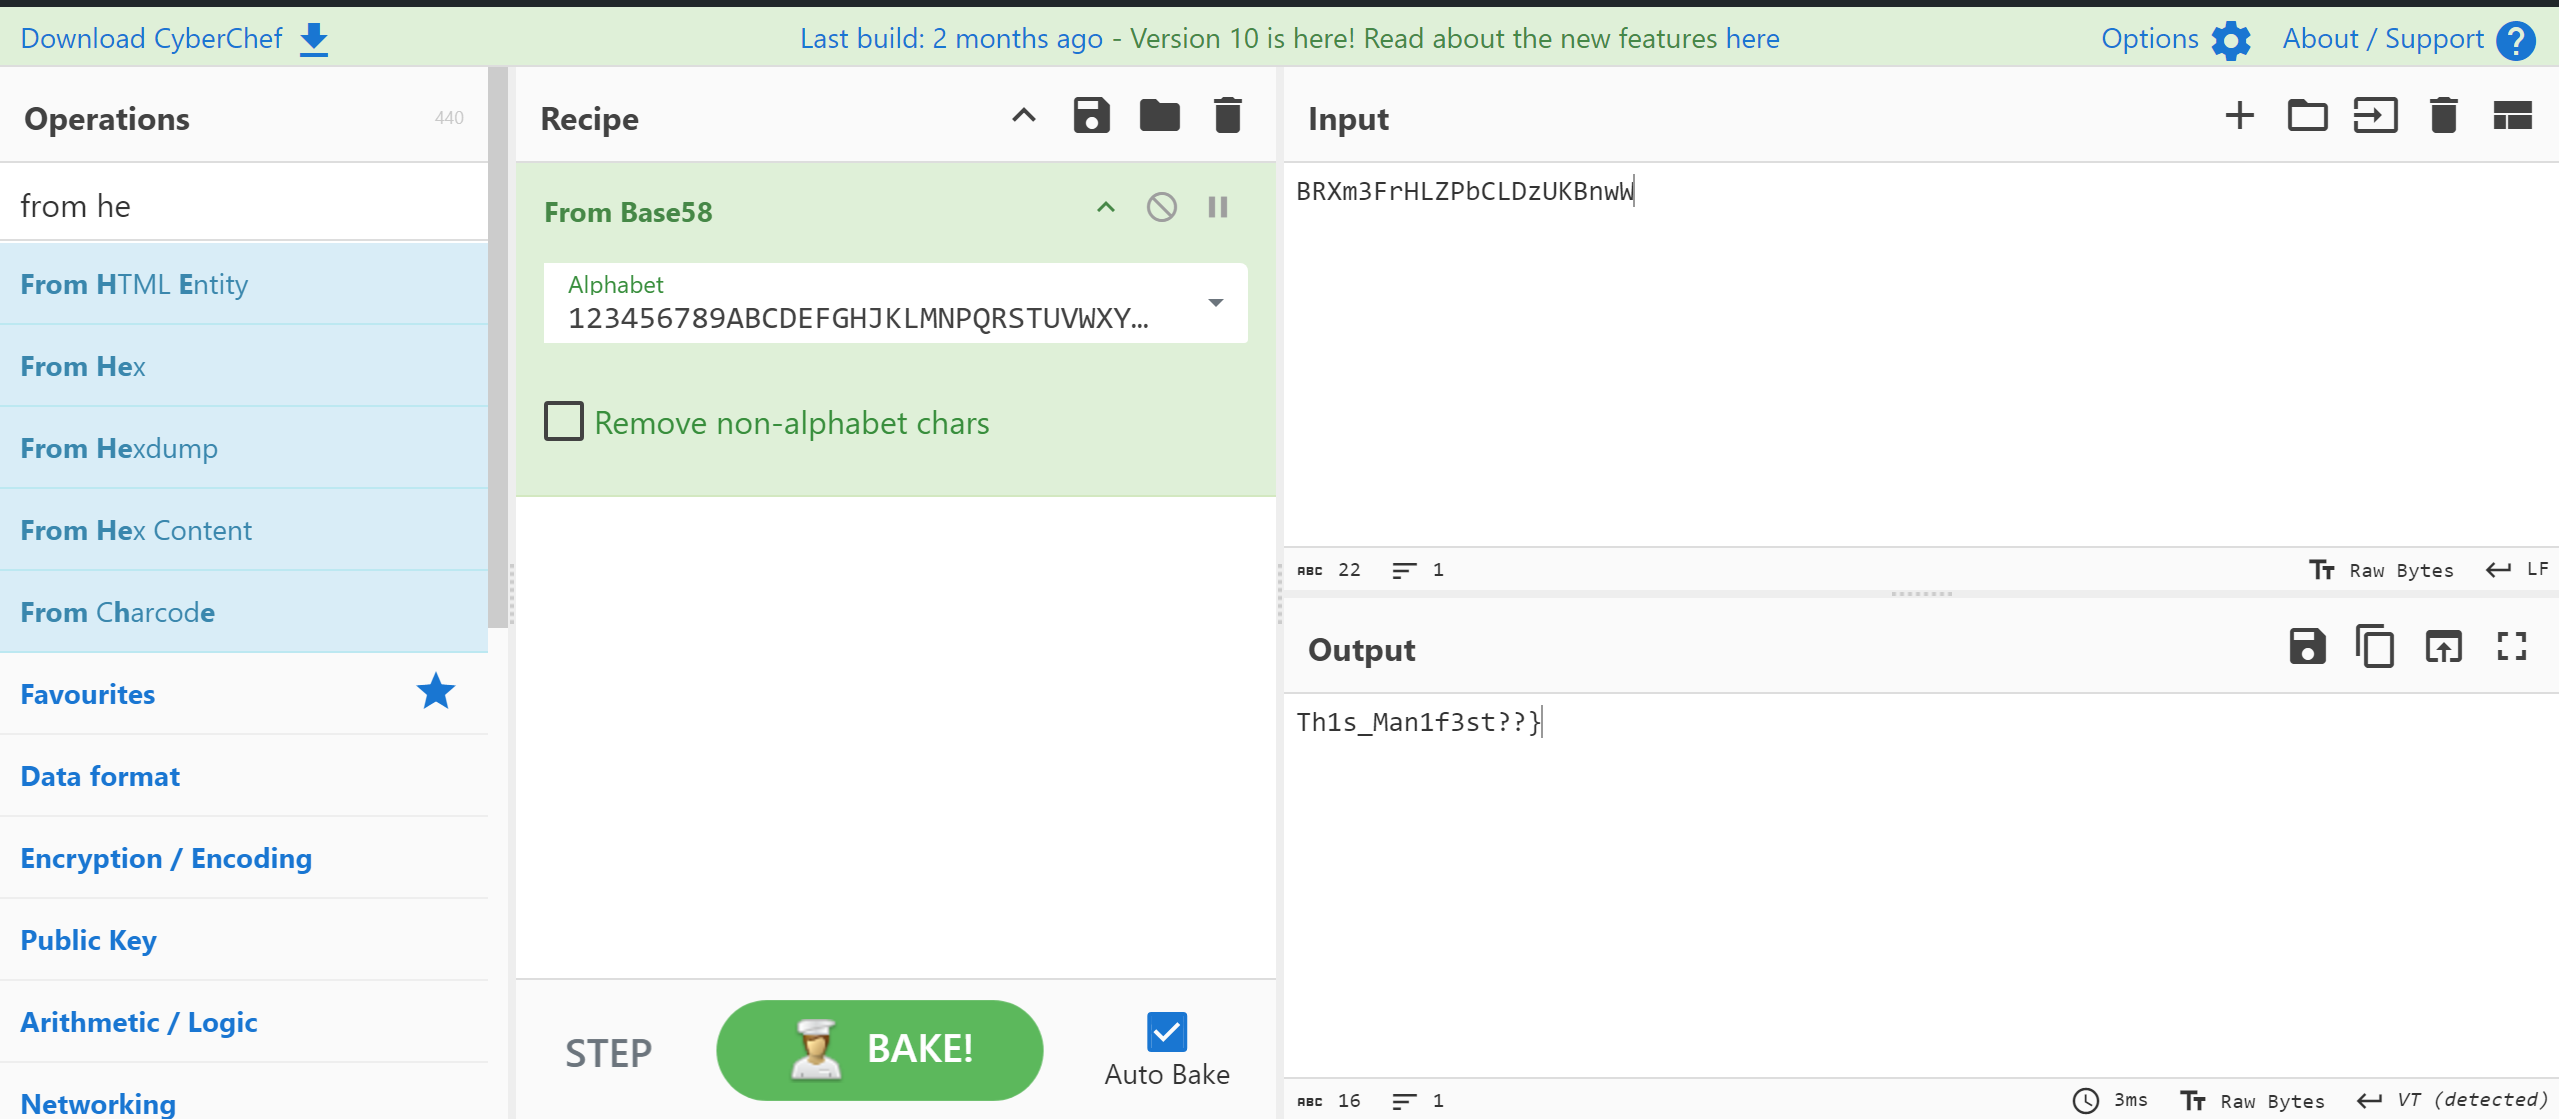 Download CyberChef
Last build: 2 months ago - Version 10 is here! Read about the new features here
Options
About / Support
Operations
440
from he
From HTML Entity
From Hex
From Hexdump
From Hex Content
From Charcode
Favourites
Data format
Encryption / Encoding
Public Key
Arithmetic / Logic
Networking
Recipe
From Base58
Alphabet
123456789ABCDEFGHJKLMNPQRSTUVWXY…
Remove non-alphabet chars
STEP
BAKE!
Auto Bake
Input
BRXm3FrHLZPbCLDzUKBnwW
ABC 22
1
Tт Raw Bytes
LF
Output
Th1s_Man1f3st??}
ABC 16
1
3ms
Tт Raw Bytes
VT (detected)